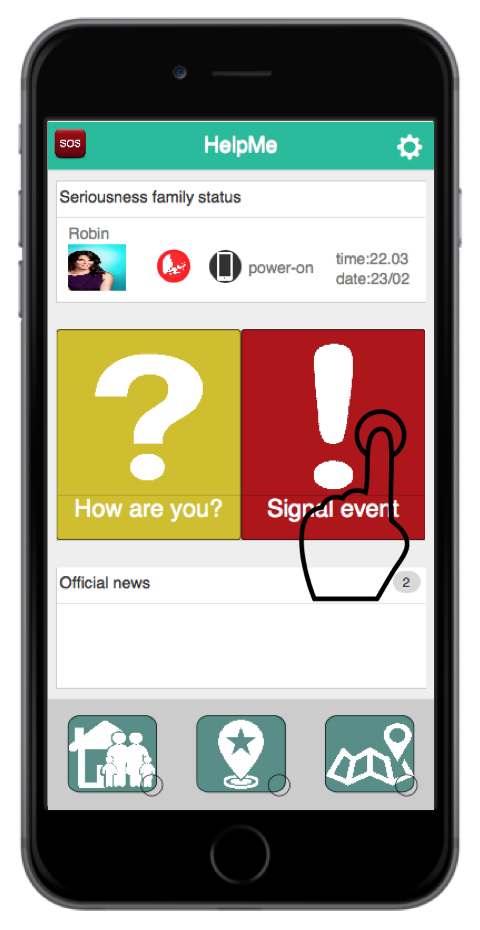 SOS
HelpMe
Seriousness family status
Robin
power-on
time:22.03
date:23/02
?
!
How are you?
Signal event
Official news
2